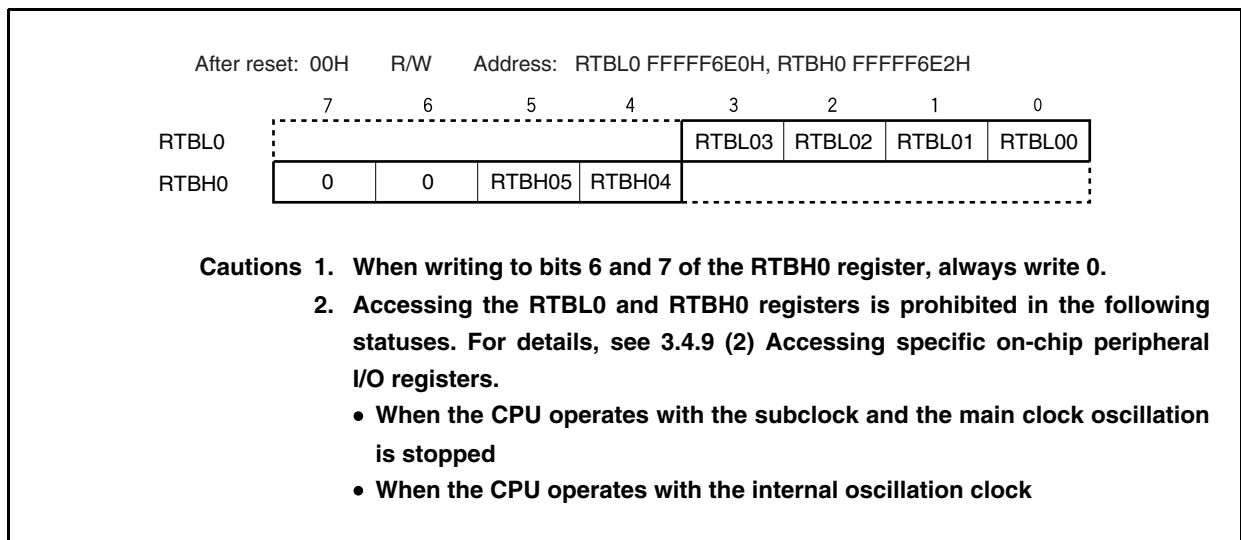 After reset: 00H R/W Address: RTBL0 FFFFF6E0H, RTBH0 FFFFF6E2H
7 6 5 4 3 2 1 0
RTBL0 RTBL03 RTBL02 RTBL01 RTBL00
RTBH0 0 0 RTBH05 RTBH04
Cautions 1. When writing to bits 6 and 7 of the RTBH0 register, always write 0.
2. Accessing the RTBL0 and RTBH0 registers is prohibited in the following
statuses. For details, see 3.4.9 (2) Accessing specific on-chip peripheral
I/O registers.
• When the CPU operates with the subclock and the main clock oscillation
is stopped
• When the CPU operates with the internal oscillation clock